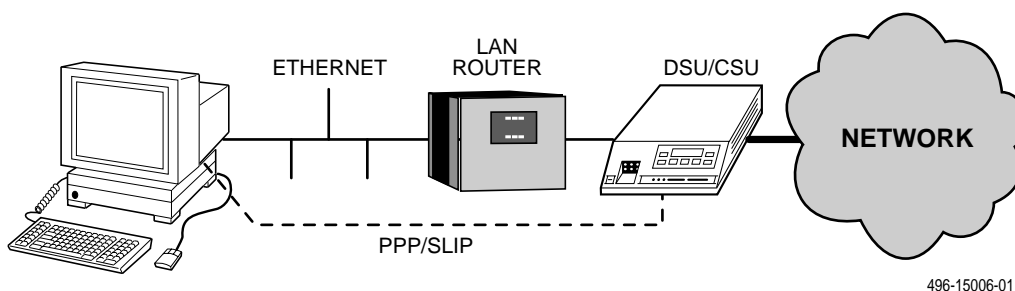 ETHERNET
LAN
ROUTER
DSU/CSU
NETWORK
PPP/SLIP
496-15006-01